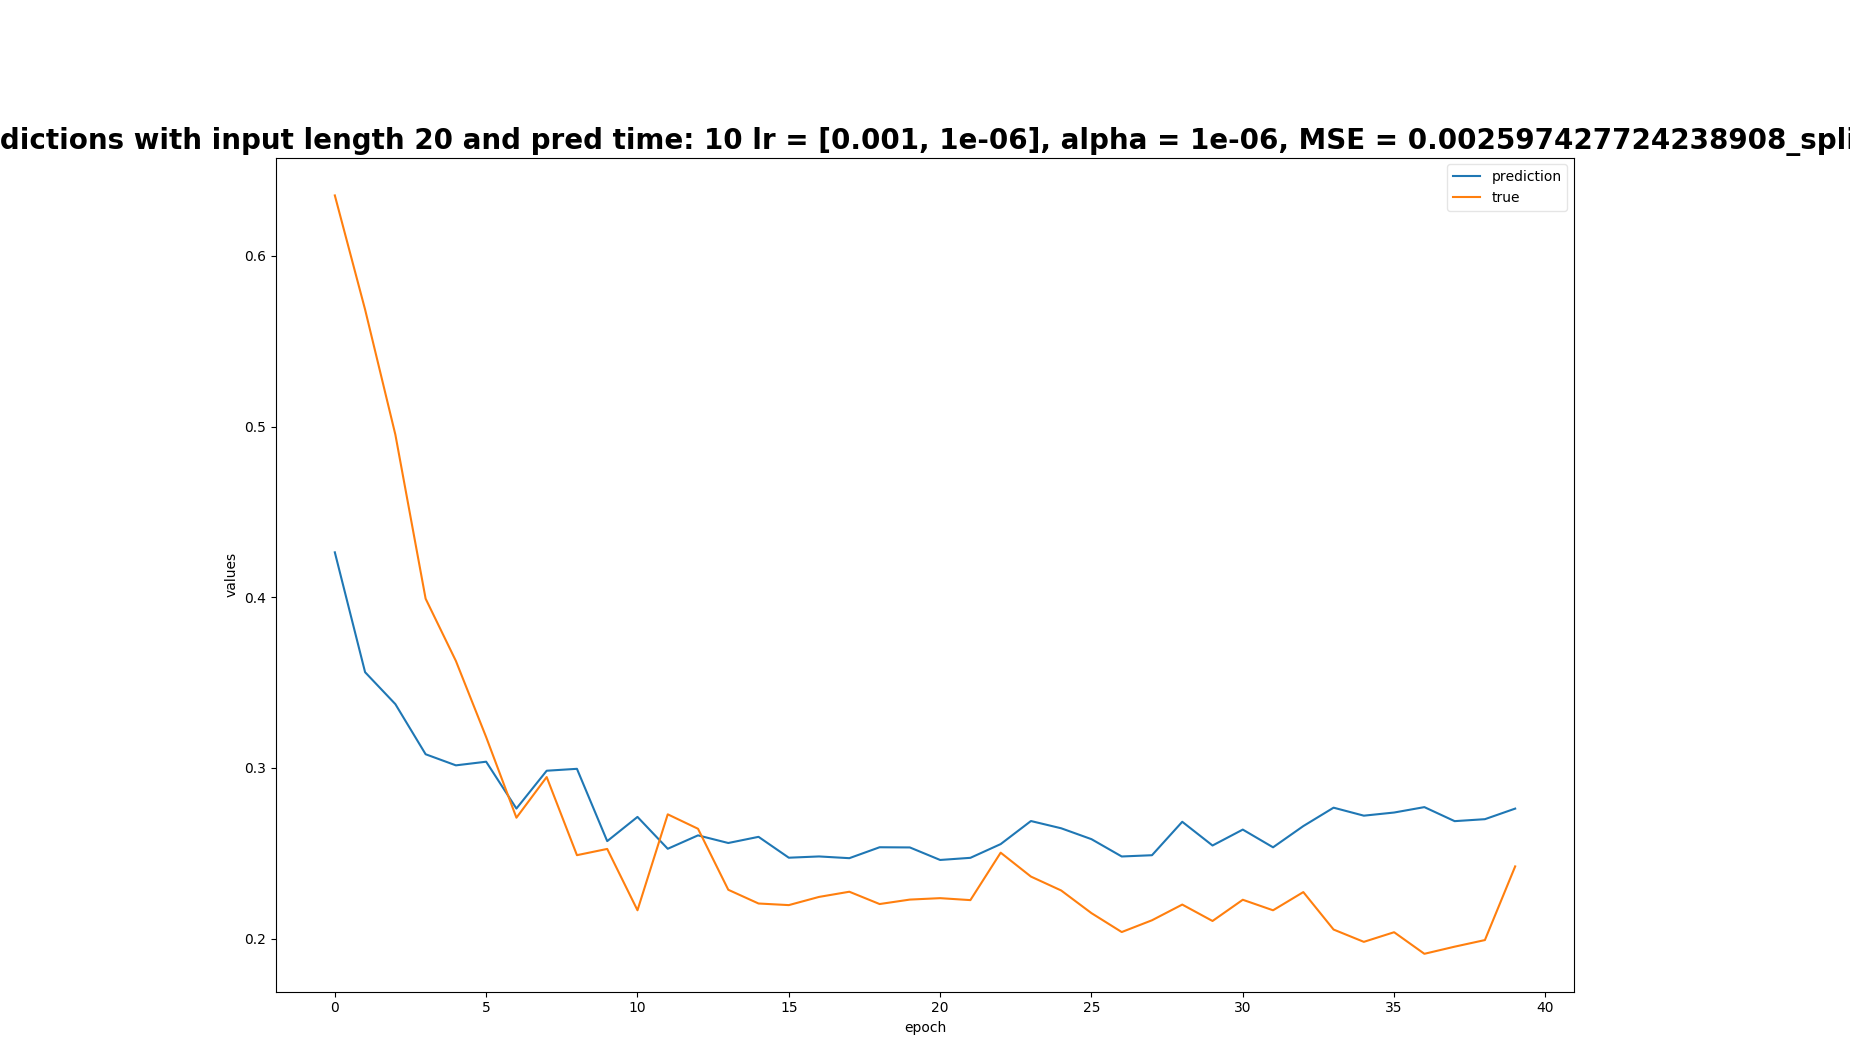 dictions with input length 20 and pred time: 10 lr = [0.001, 1e-06], alpha = 1e-06, MSE = 0.002597427724238908_spli
prediction
true
values
0.6
0.5
0.4
0.3
0.2
0 5 10 15 20 25 30 35 40
epoch